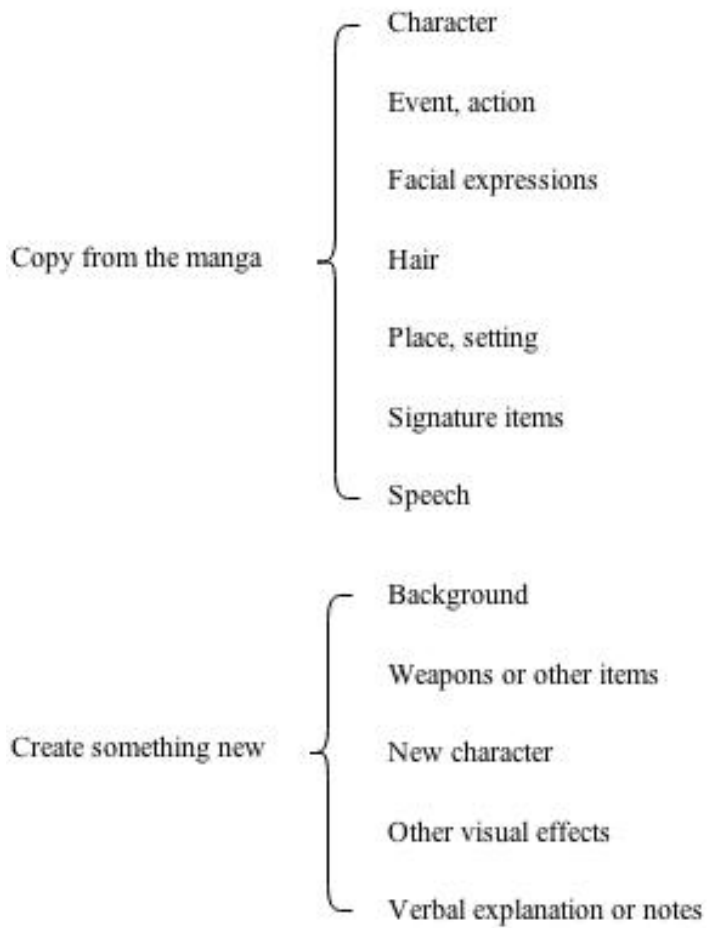 Character
Event, action
Facial expressions
Copy from the manga
Hair
Place, setting
Signature items
Speech
Background
Weapons or other items
Create something new
New character
Other visual effects
Verbal explanation or notes